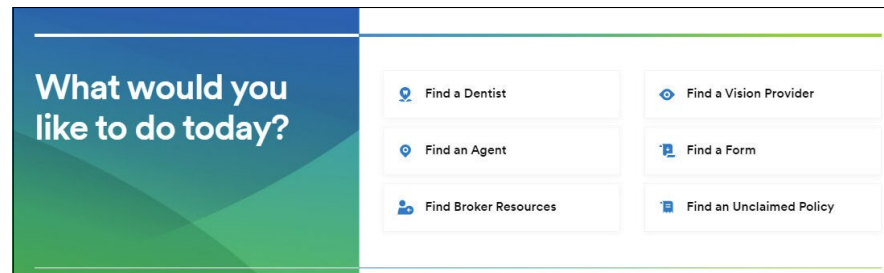 What would you
like to do today?
Find a Dentist
Find a Vision Provider
Find an Agent
Find a Form
Find Broker Resources
Find an Unclaimed Policy